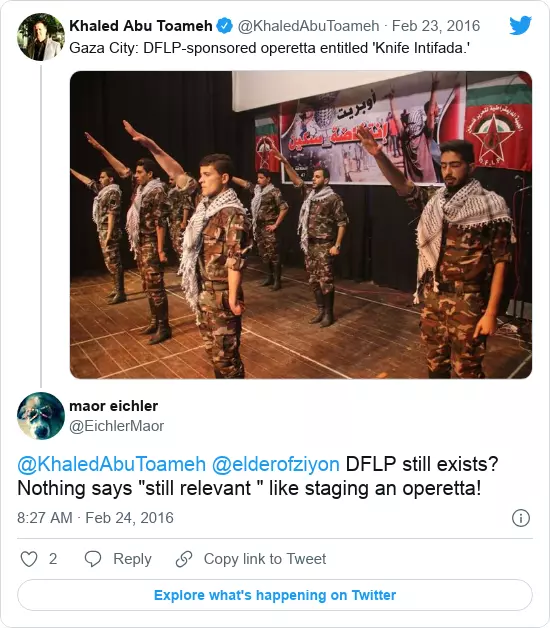 Khaled Abu Toameh @KhaledAbuToameh · Feb 23, 2016
Gaza City: DFLP-sponsored operetta entitled 'Knife Intifada.'
أوبريت
انتفاضة_سكين
D.F.L.P
maor eichler
@EichlerMaor
@KhaledAbuToameh @elderofziyon DFLP still exists?
Nothing says "still relevant " like staging an operetta!
8:27 AM · Feb 24, 2016
2 Reply Copy link to Tweet
Explore what's happening on Twitter